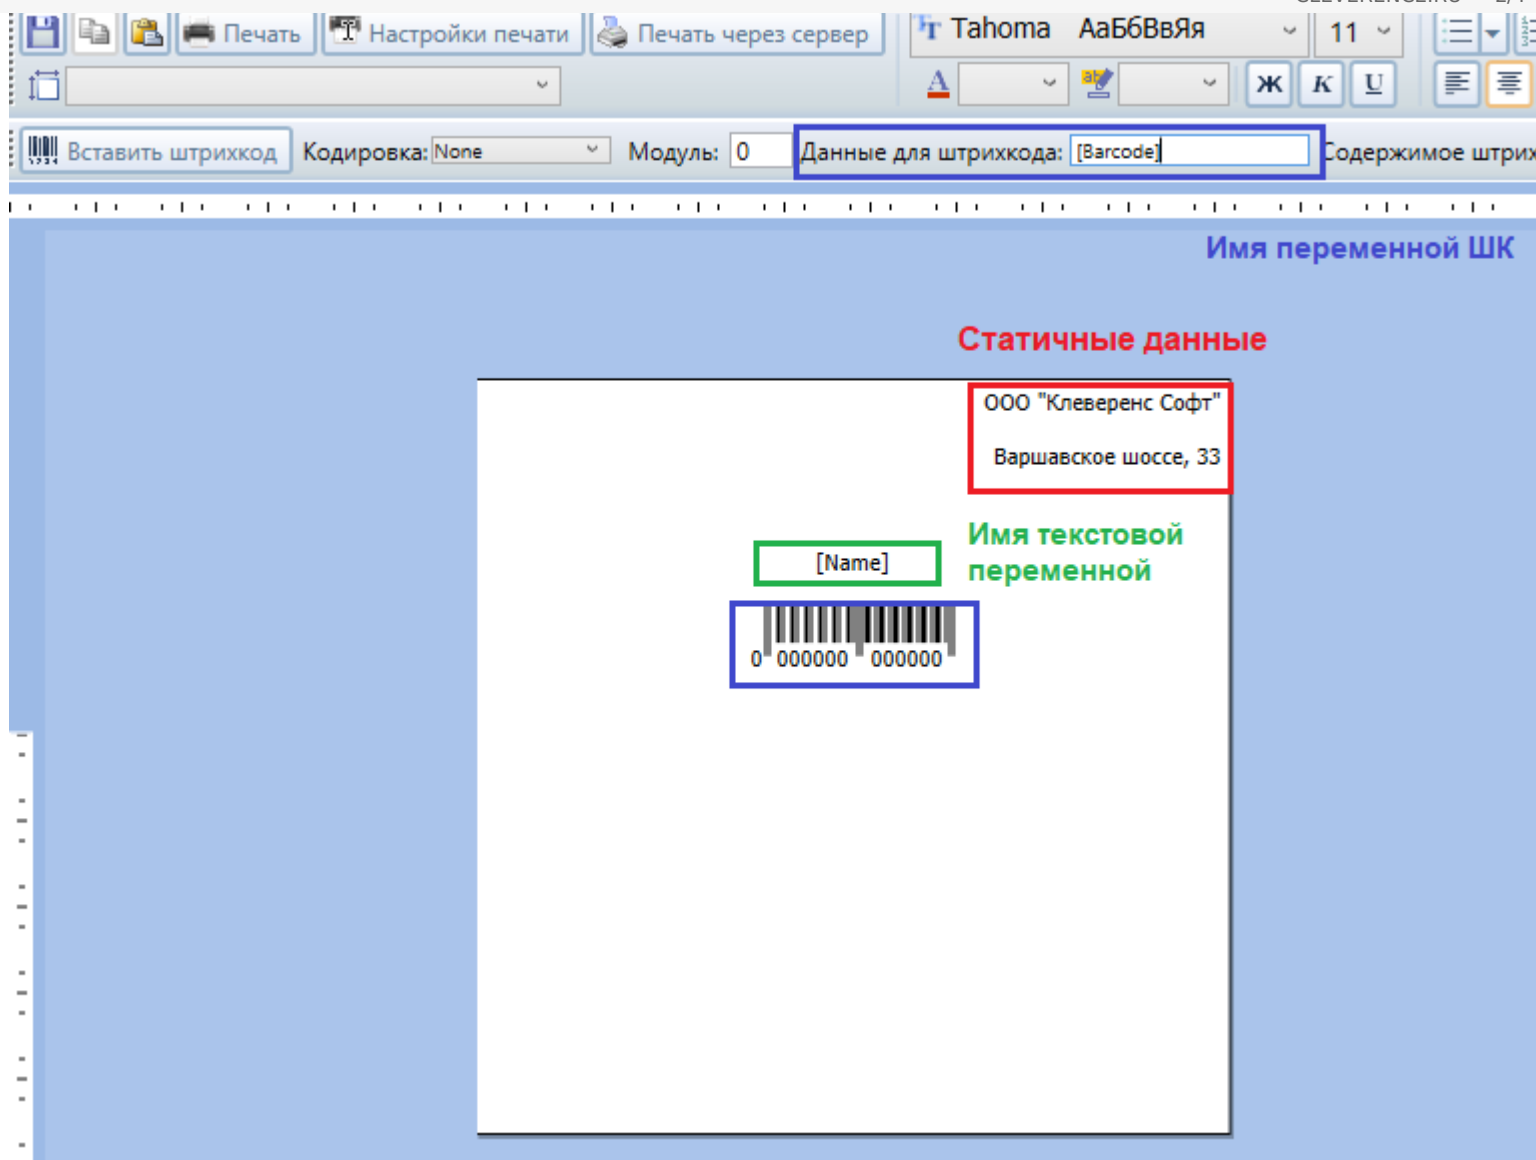 Печать Настройки печати Печать через сервер Tahoma АаБбВвЯя 11
Ж К Ц
Вставить штрихкод Кодировка: None Модуль: 0 Данные для штрихкода: [Barcode] Содержимое штрих
Имя переменной ШК
Статичные данные
ООО "Клеверенс Софт"
Варшавское шоссе, 33
Имя текстовой
переменной
[Name]
0 000000 000000